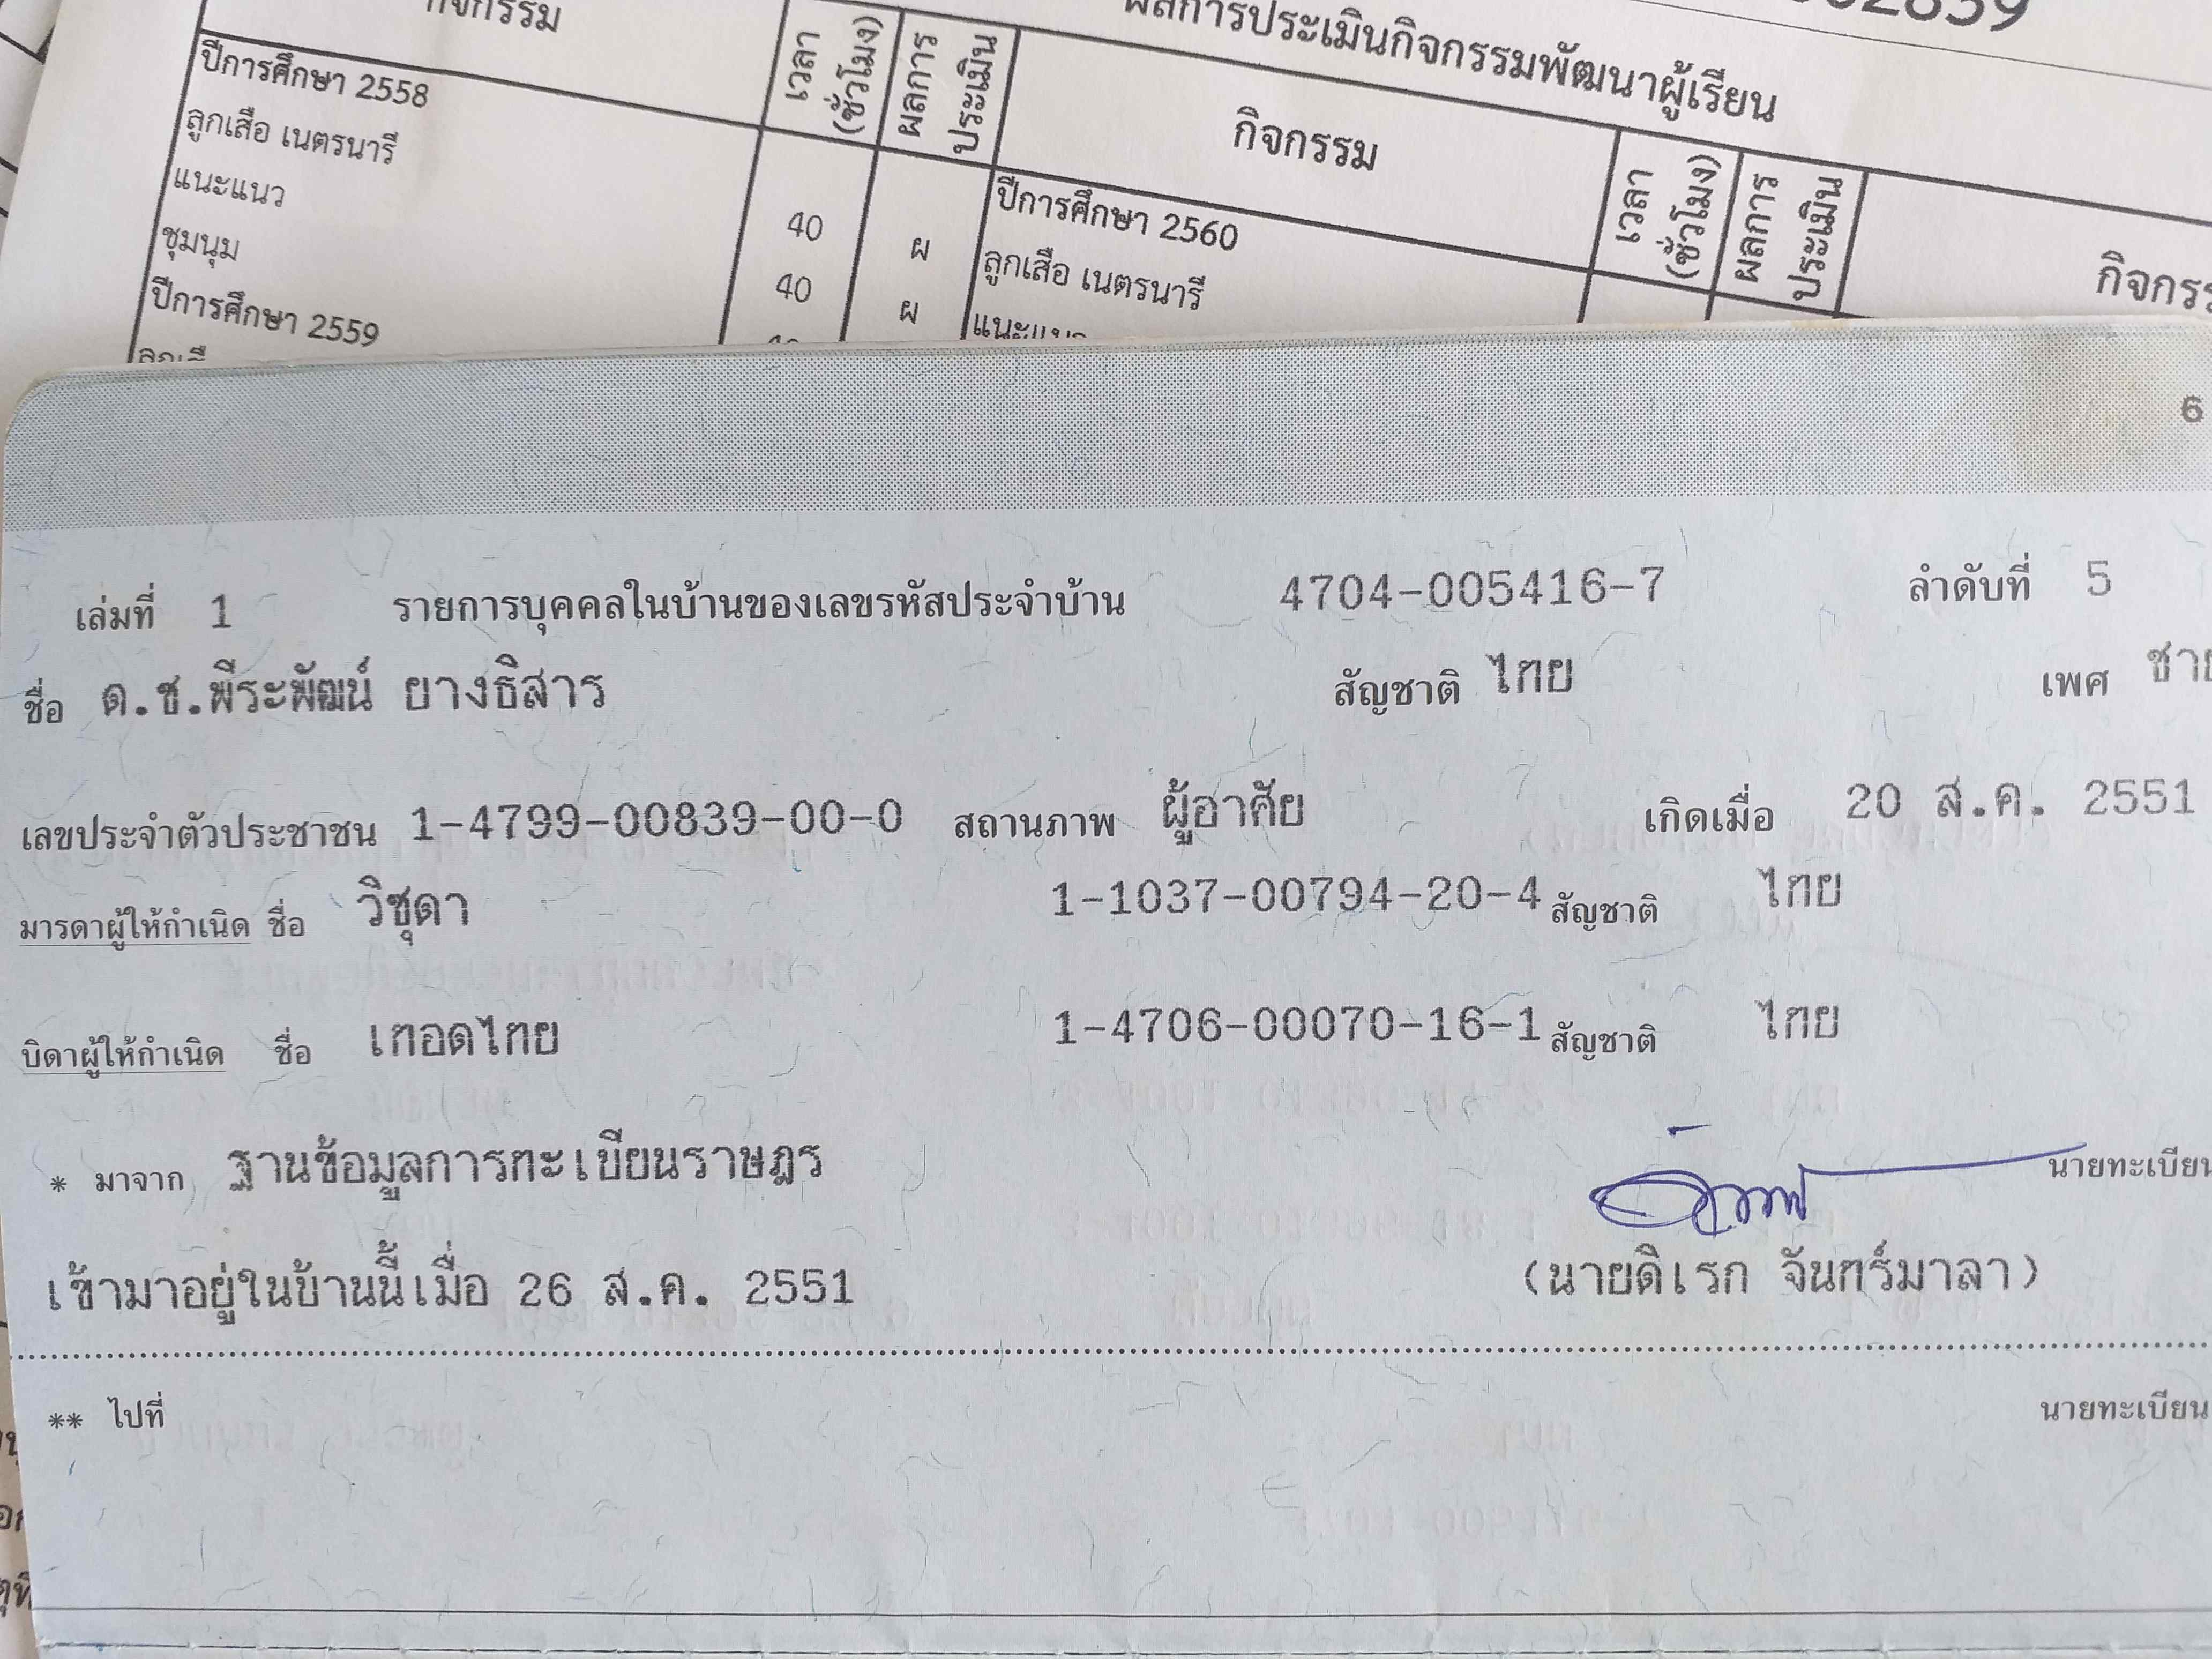 กิจกรรม
เวลา (ชั่วโมง)
ผลการประเมิน
ปีการศึกษา 2558
ลูกเสือ เนตรนารี 40 ผ
แนะแนว 40 ผ
ชุมนุม
ปีการศึกษา 2559
ผลการประเมินกิจกรรมพัฒนาผู้เรียน
กิจกรรม
เวลา (ชั่วโมง)
ผลการประเมิน
ปีการศึกษา 2560
ลูกเสือ เนตรนารี
แนะแนว
6
เล่มที่ 1 รายการบุคคลในบ้านของเลขรหัสประจำบ้าน 4704-005416-7 ลำดับที่ 5
ชื่อ ด.ช.พีระพัฒน์ ยางธิสาร สัญชาติ ไทย เพศ ชาย
เลขประจำตัวประชาชน 1-4799-00839-00-0 สถานภาพ ผู้อาศัย เกิดเมื่อ 20 ส.ค. 2551
มารดาผู้ให้กำเนิด ชื่อ วิชุดา 1-1037-00794-20-4 สัญชาติ ไทย
บิดาผู้ให้กำเนิด ชื่อ เทอดไทย 1-4706-00070-16-1 สัญชาติ ไทย
* มาจาก ฐานข้อมูลการทะเบียนราษฎร นายทะเบียน
เข้ามาอยู่ในบ้านนี้เมื่อ 26 ส.ค. 2551 (นายดิเรก จันทร์มาลา)
** ไปที่ นายทะเบียน